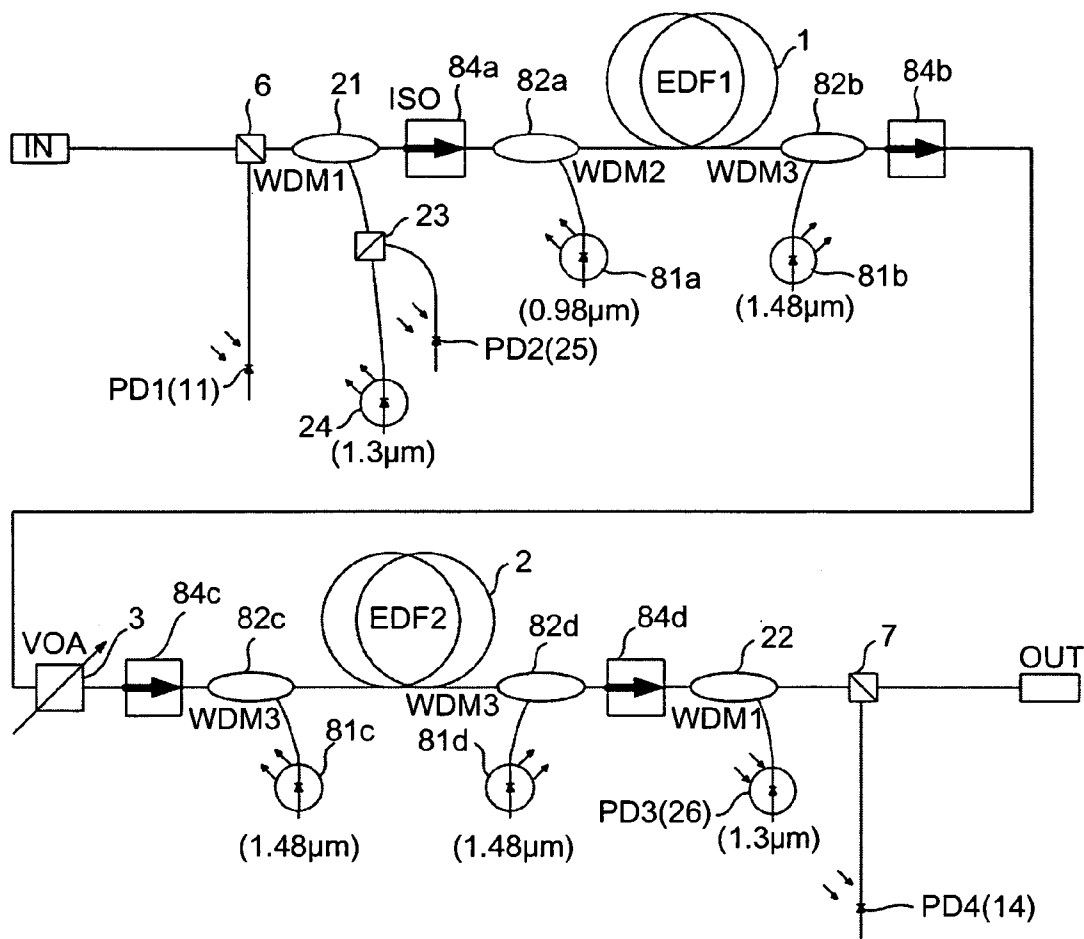 84a
82a
1
6
21
ISO
EDF1
82b
84b
IN
WDM1
WDM2
WDM3
23
81a
81b
(0.98µm)
(1.48µm)
PD2(25)
PD1(11)
24
(1.3µm)
2
84c
3
VOA
82c
EDF2
82d
84d
22
7
OUT
WDM3
WDM3
WDM1
81c
81d
PD3(26)
(1.48µm)
(1.48µm)
(1.3µm)
PD4(14)